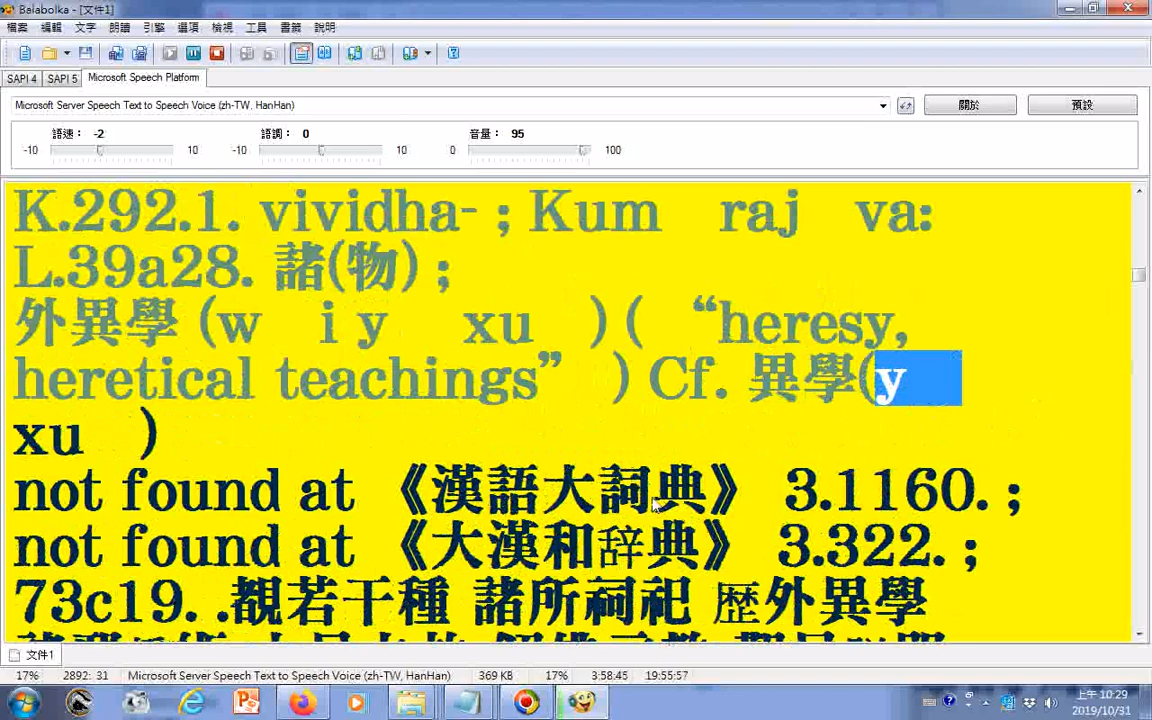 Balabolka - [文件1]
檔案 編輯 文字 朗讀 引擎 選項 檢視 工具 書籤 說明
SAPI 4 SAPI 5 Microsoft Speech Platform
Microsoft Server Speech Text to Speech Voice (zh-TW, HanHan) 關於 預設
語速： -2 語調： 0 音量： 95
-10 10 -10 10 0 100
K.292.1. vividha- ; Kum raj va:
L.39a28. 諸(物) ;
外異學 (w i y xu )( “heresy,
heretical teachings” ) Cf. 異學(y
xu )
not found at 《漢語大詞典》 3.1160. ;
not found at 《大漢和辞典》 3.322. ;
73c19. .覩若干種 諸所祠祀 歴外異學
文件1
17% 2892: 31 Microsoft Server Speech Text to Speech Voice (zh-TW, HanHan) 369 KB 17% 3:58:45 19:55:57
上午 10:29
2019/10/31